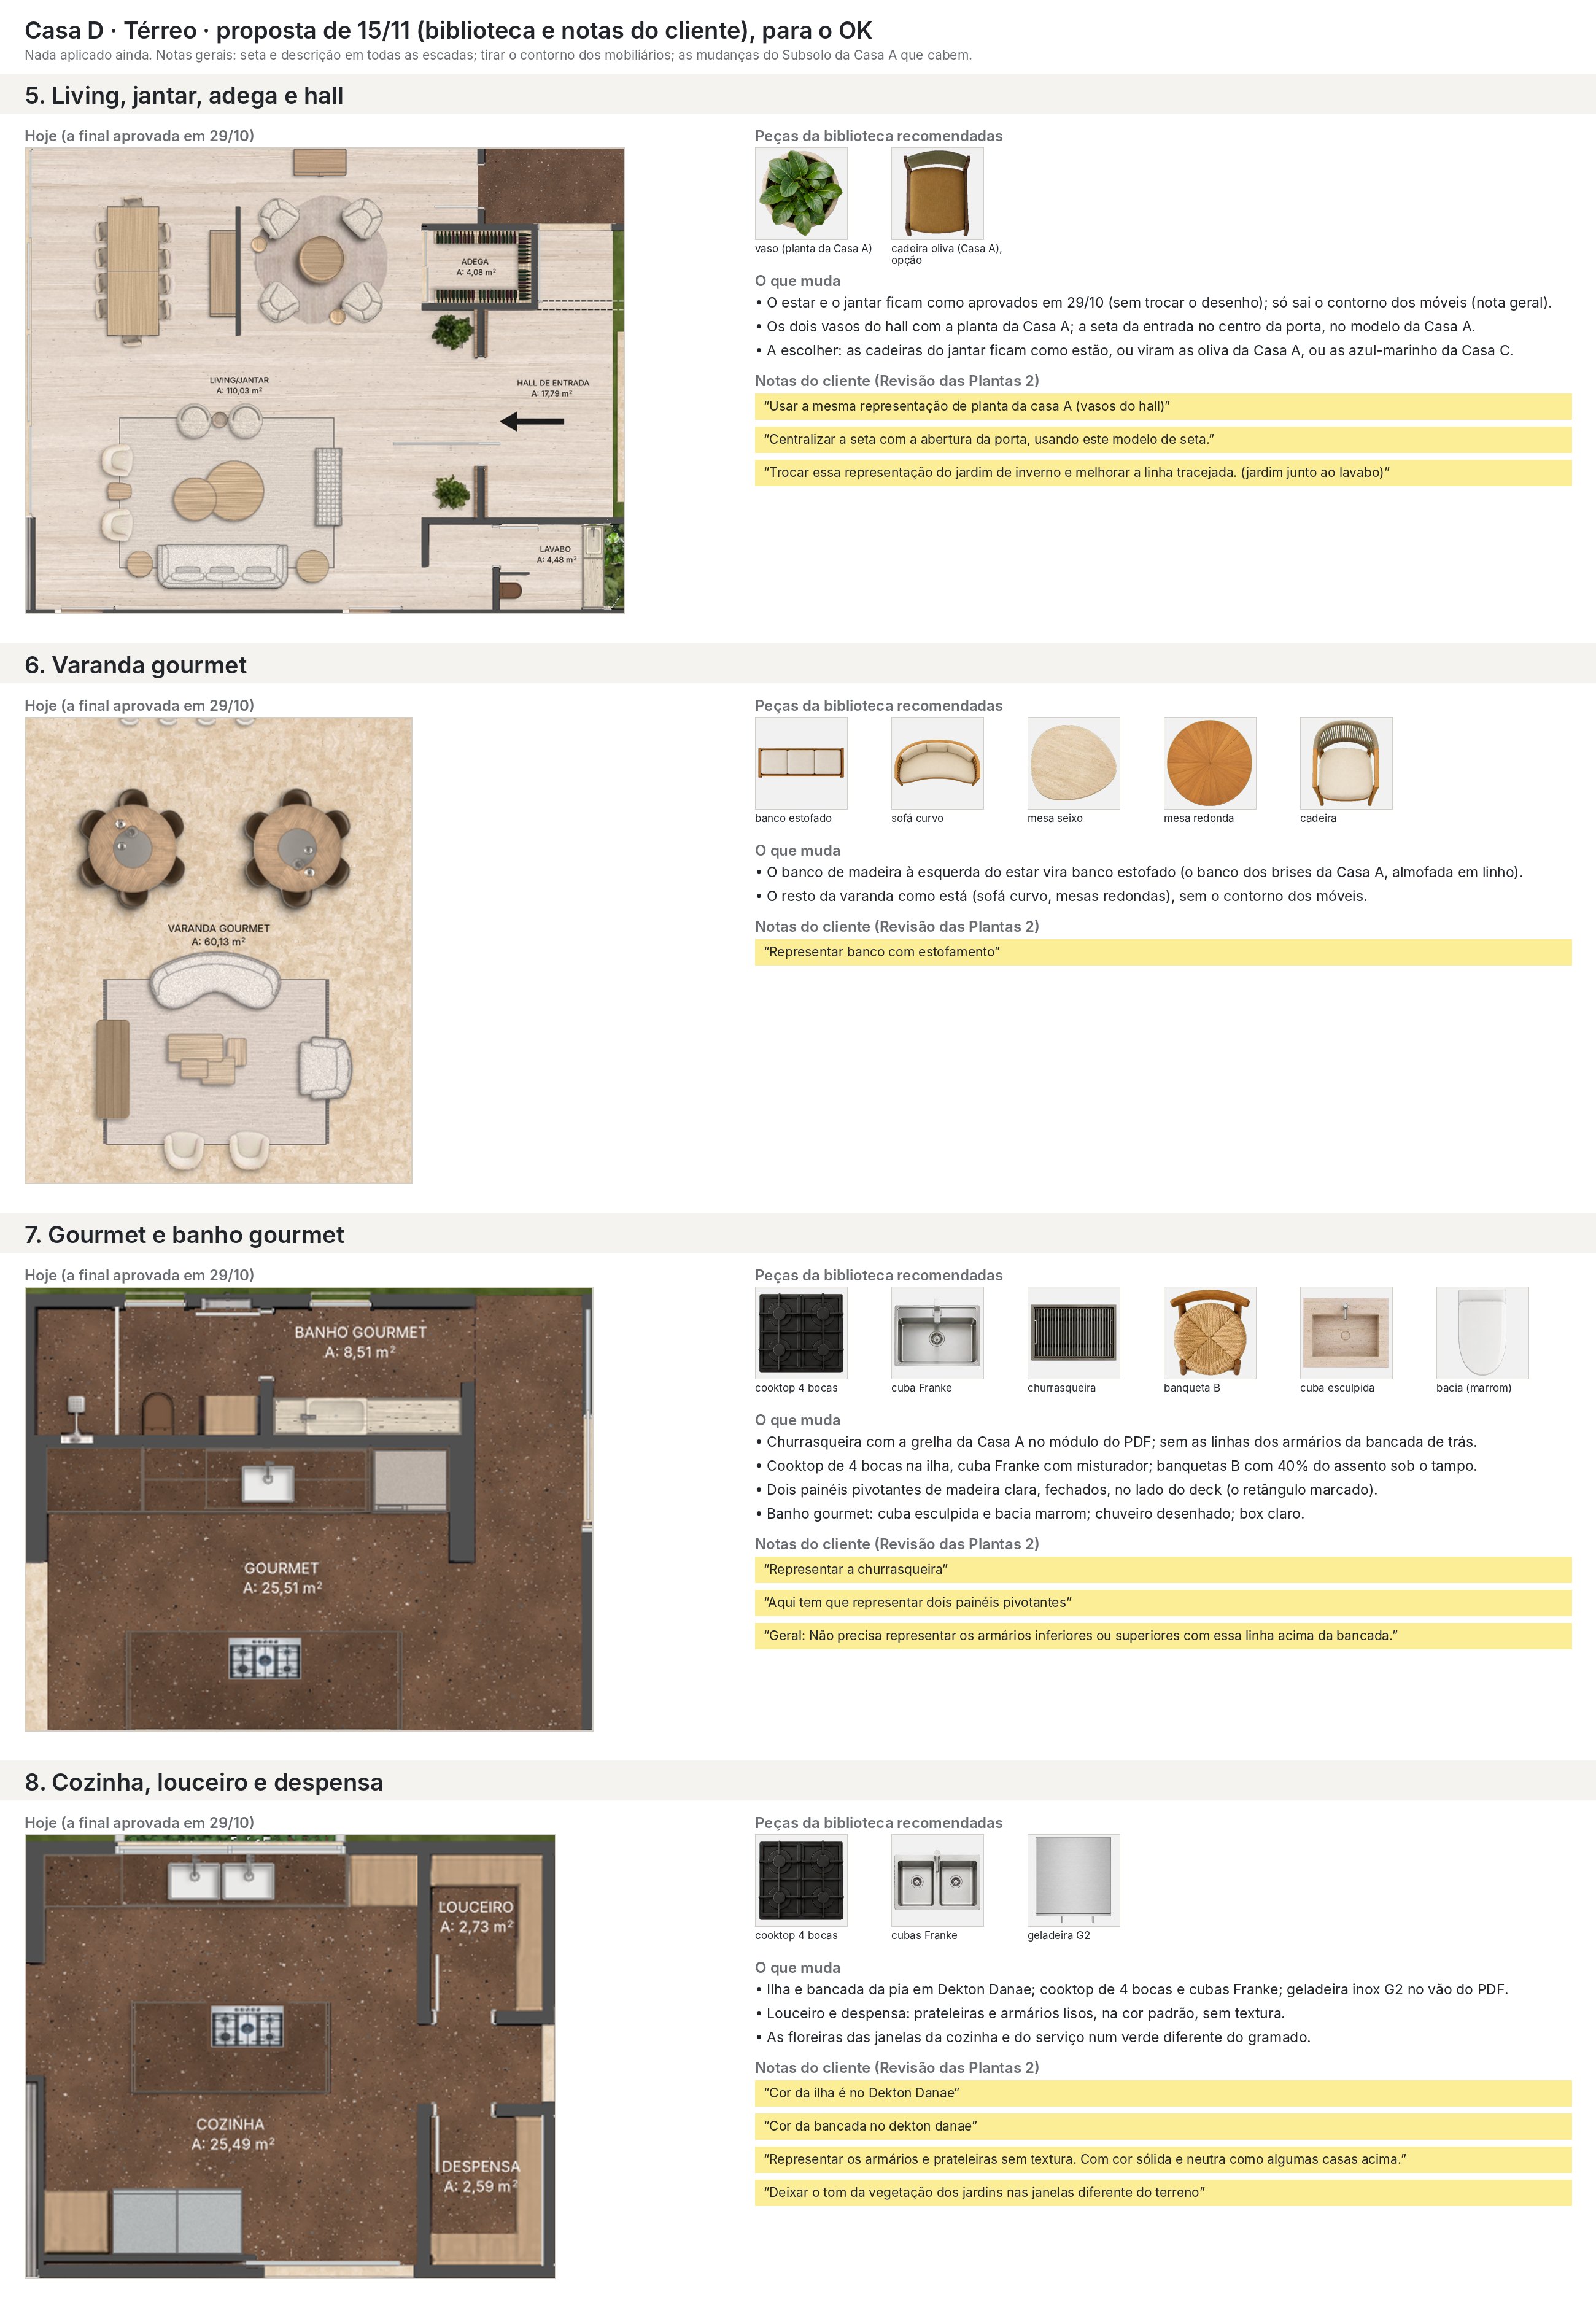 Casa D · Térreo · proposta de 15/11 (biblioteca e notas do cliente), para o OK
Nada aplicado ainda. Notas gerais: seta e descrição em todas as escadas; tirar o contorno dos mobiliários; as mudanças do Subsolo da Casa A que cabem.
5. Living, jantar, adega e hall
Hoje (a final aprovada em 29/10)
ADEGA
A: 4,08 m²
LIVING/JANTAR
A: 110,03 m²
HALL DE ENTRADA
A: 17,79 m²
LAVABO
A: 4,48 m²
Peças da biblioteca recomendadas
vaso (planta da Casa A)
cadeira oliva (Casa A),
opção
O que muda
• O estar e o jantar ficam como aprovados em 29/10 (sem trocar o desenho); só sai o contorno dos móveis (nota geral).
• Os dois vasos do hall com a planta da Casa A; a seta da entrada no centro da porta, no modelo da Casa A.
• A escolher: as cadeiras do jantar ficam como estão, ou viram as oliva da Casa A, ou as azul-marinho da Casa C.
Notas do cliente (Revisão das Plantas 2)
“Usar a mesma representação de planta da casa A (vasos do hall)”
“Centralizar a seta com a abertura da porta, usando este modelo de seta.”
“Trocar essa representação do jardim de inverno e melhorar a linha tracejada. (jardim junto ao lavabo)”
6. Varanda gourmet
Hoje (a final aprovada em 29/10)
VARANDA GOURMET
A: 60,13 m²
Peças da biblioteca recomendadas
banco estofado
sofá curvo
mesa seixo
mesa redonda
cadeira
O que muda
• O banco de madeira à esquerda do estar vira banco estofado (o banco dos brises da Casa A, almofada em linho).
• O resto da varanda como está (sofá curvo, mesas redondas), sem o contorno dos móveis.
Notas do cliente (Revisão das Plantas 2)
“Representar banco com estofamento”
7. Gourmet e banho gourmet
Hoje (a final aprovada em 29/10)
BANHO GOURMET
A: 8,51 m²
GOURMET
A: 25,51 m²
Peças da biblioteca recomendadas
cooktop 4 bocas
cuba Franke
churrasqueira
banqueta B
cuba esculpida
bacia (marrom)
O que muda
• Churrasqueira com a grelha da Casa A no módulo do PDF; sem as linhas dos armários da bancada de trás.
• Cooktop de 4 bocas na ilha, cuba Franke com misturador; banquetas B com 40% do assento sob o tampo.
• Dois painéis pivotantes de madeira clara, fechados, no lado do deck (o retângulo marcado).
• Banho gourmet: cuba esculpida e bacia marrom; chuveiro desenhado; box claro.
Notas do cliente (Revisão das Plantas 2)
“Representar a churrasqueira”
“Aqui tem que representar dois painéis pivotantes”
“Geral: Não precisa representar os armários inferiores ou superiores com essa linha acima da bancada.”
8. Cozinha, louceiro e despensa
Hoje (a final aprovada em 29/10)
LOUCEIRO
A: 2,73 m²
COZINHA
A: 25,49 m²
DESPENSA
A: 2,59 m²
Peças da biblioteca recomendadas
cooktop 4 bocas
cubas Franke
geladeira G2
O que muda
• Ilha e bancada da pia em Dekton Danae; cooktop de 4 bocas e cubas Franke; geladeira inox G2 no vão do PDF.
• Louceiro e despensa: prateleiras e armários lisos, na cor padrão, sem textura.
• As floreiras das janelas da cozinha e do serviço num verde diferente do gramado.
Notas do cliente (Revisão das Plantas 2)
“Cor da ilha é no Dekton Danae”
“Cor da bancada no dekton danae”
“Representar os armários e prateleiras sem textura. Com cor sólida e neutra como algumas casas acima.”
“Deixar o tom da vegetação dos jardins nas janelas diferente do terreno”